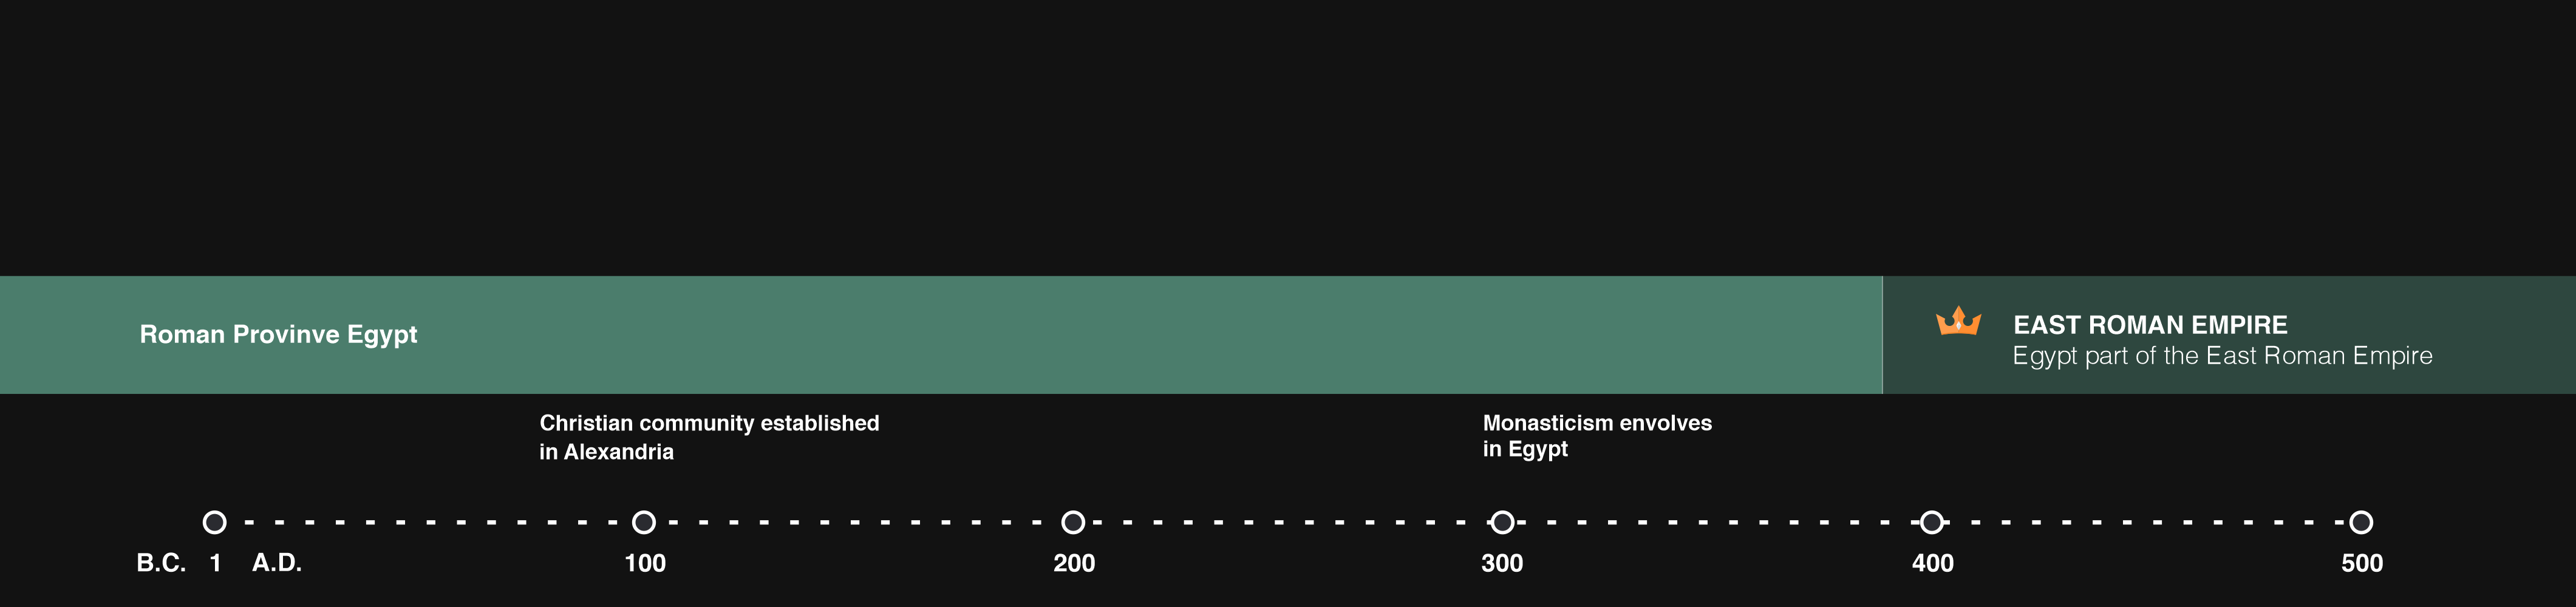 Roman Provinve Egypt
EAST ROMAN EMPIRE
Egypt part of the East Roman Empire
Christian community established
in Alexandria
Monasticism envolves
in Egypt
B.C. 1 A.D. 100 200 300 400 500